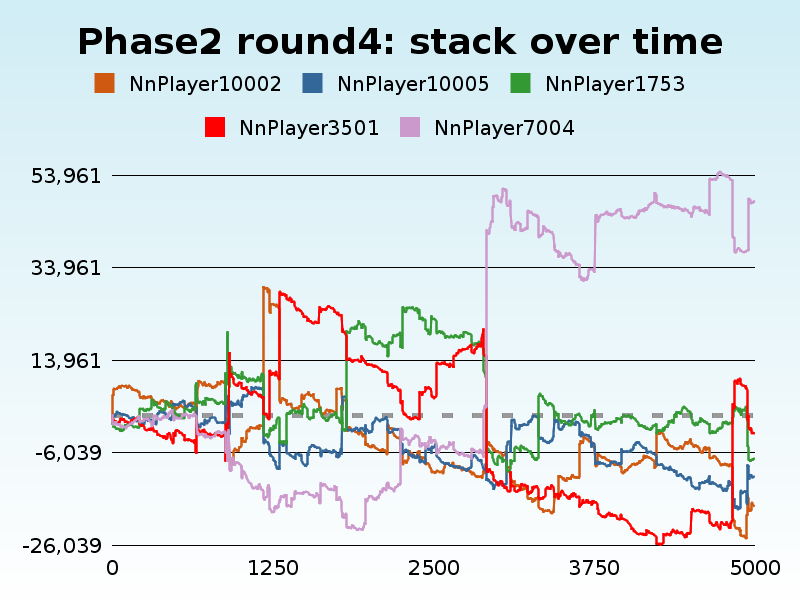 Phase2 round4: stack over time
NnPlayer10002 NnPlayer10005 NnPlayer1753
NnPlayer3501 NnPlayer7004
53,961
33,961
13,961
-6,039
-26,039
0 1250 2500 3750 5000